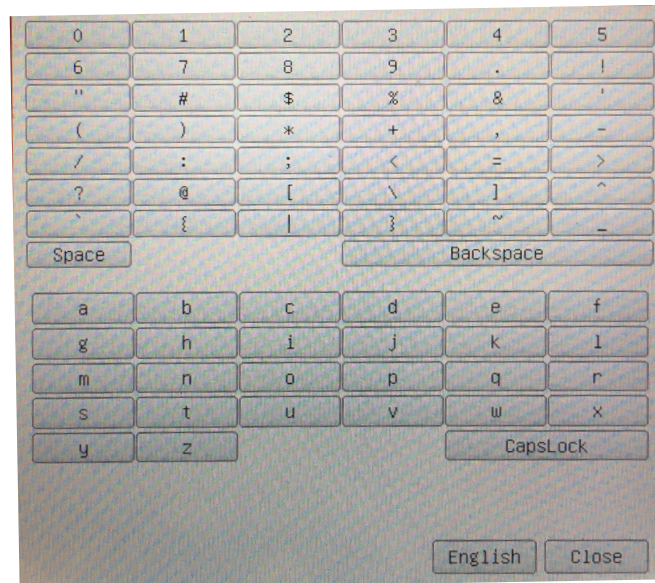 0 1 2 3 4 5
6 7 8 9 . !
" # $ % & '
( ) * + , -
/ : ; < = >
? @ [ \ ] ^
` { | } ~ _
Space Backspace
a b c d e f
g h i j k l
m n o p q r
s t u v w x
y z CapsLock
English Close